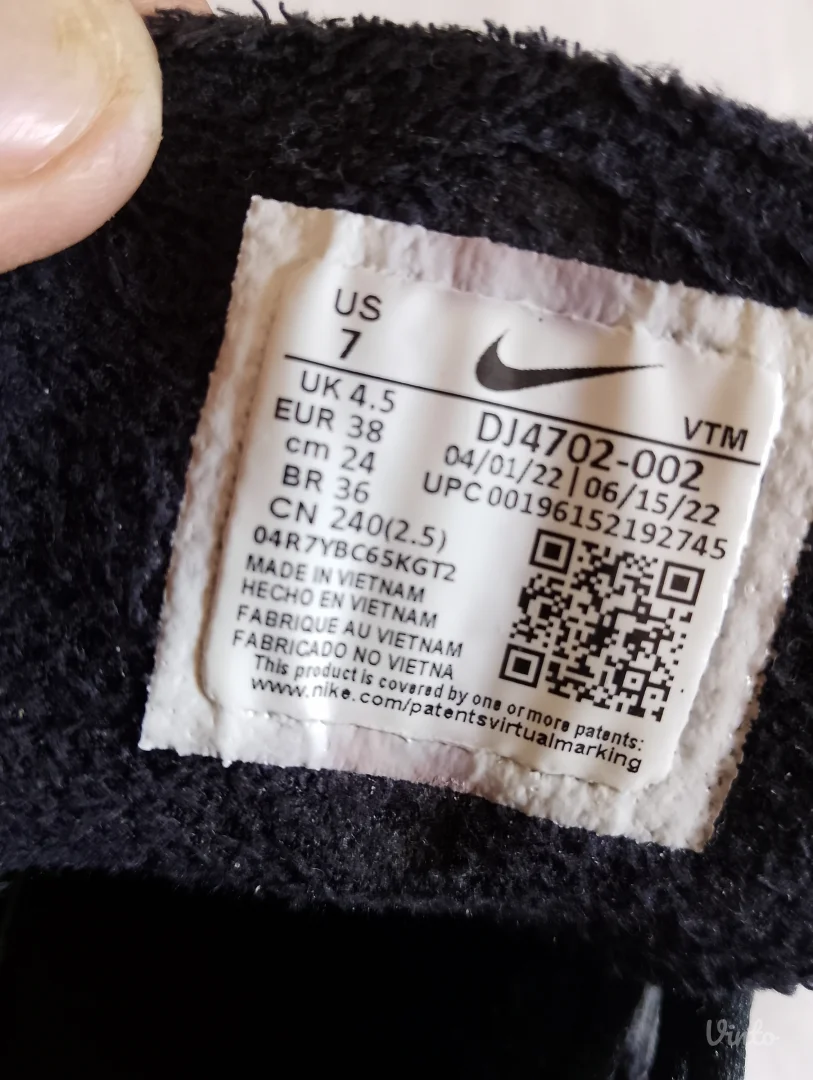 US
7
VTM
UK 4.5
EUR 38
cm 24
BR 36
CN 240(2.5)
DJ4702-002
04/01/22 | 06/15/22
UPC 00196152192745
04R7YBC65KGT2
MADE IN VIETNAM
HECHO EN VIETNAM
FABRIQUE AU VIETNAM
FABRICADO NO VIETNA
This product is covered by one or more patents:
www.nike.com/patentsvirtualmarking